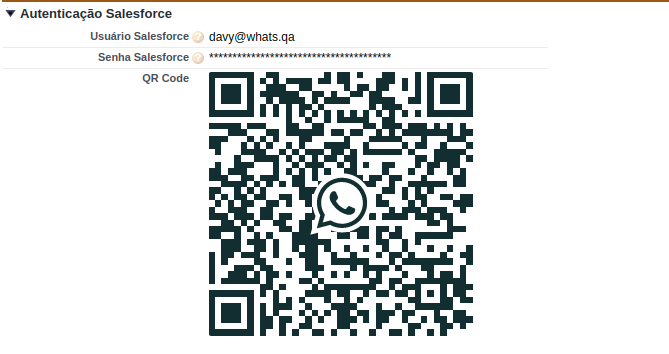 Autenticação Salesforce
Usuário Salesforce ? davy@whats.qa
Senha Salesforce ? ****************************************
QR Code